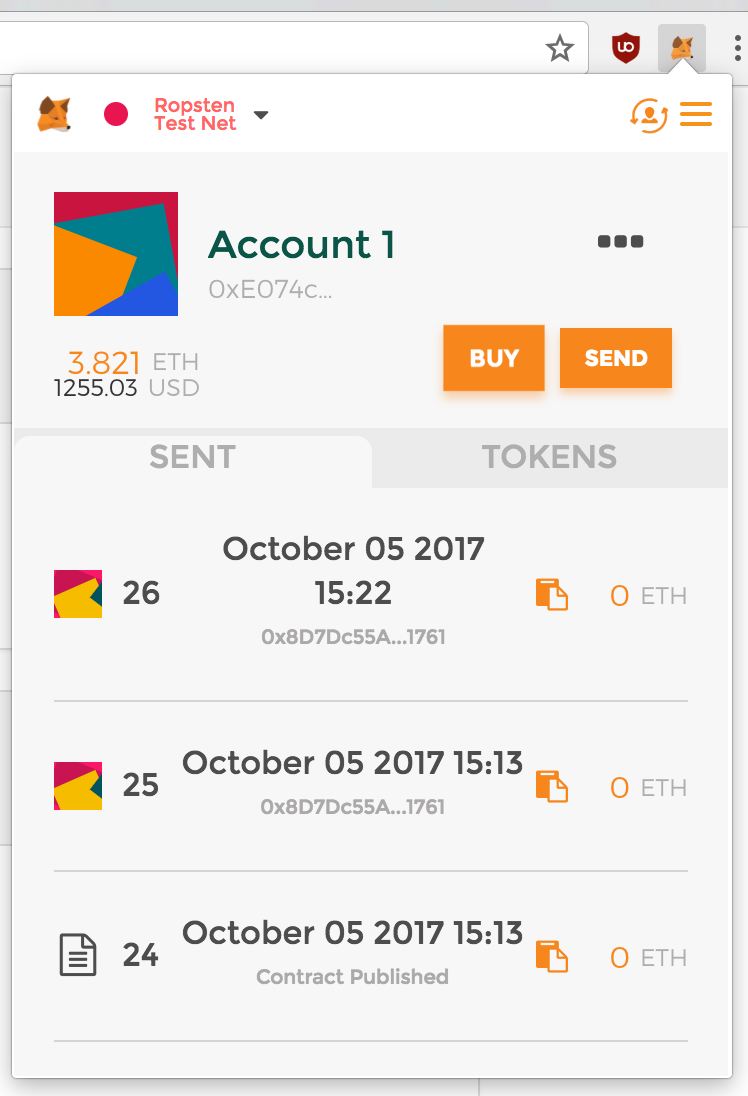 Ropsten
Test Net
Account 1
0xE074c...
3.821 ETH
1255.03 USD
BUY
SEND
SENT
TOKENS
26
October 05 2017
15:22
0x8D7Dc55A...1761
0 ETH
25
October 05 2017 15:13
0x8D7Dc55A...1761
0 ETH
24
October 05 2017 15:13
Contract Published
0 ETH